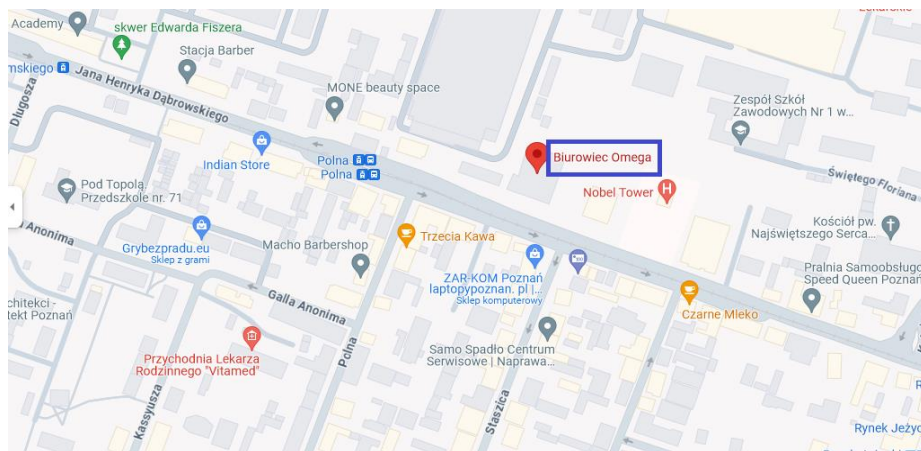 Academy
skwer Edwarda Fiszera
Stacja Barber
mskiego
Jana Henryka Dąbrowskiego
Długosza
MONE beauty space
Zespół Szkół
Zawodowych Nr 1 w...
Indian Store
Polna
Polna
Biurowiec Omega
Nobel Tower
H
Świętego Floriana
Pod Topolą.
Przedszkole nr. 71
Kościół pw.
Najświętszego Serca...
Anonima
Grybezpradu.eu
Sklep z grami
Macho Barbershop
Trzecia Kawa
ZAR-KOM Poznań
laptopypoznan. pl |...
Sklep komputerowy
Pralnia Samoobsługo
Speed Queen Poznań
Galla Anonima
chitekci -
tekt Poznań
Czarne Mleko
Przychodnia Lekarza
Rodzinnego "Vitamed"
Polna
Samo Spadło Centrum
Serwisowe | Naprawa...
Kassyusza
Staszica
Rynek Jeżyc